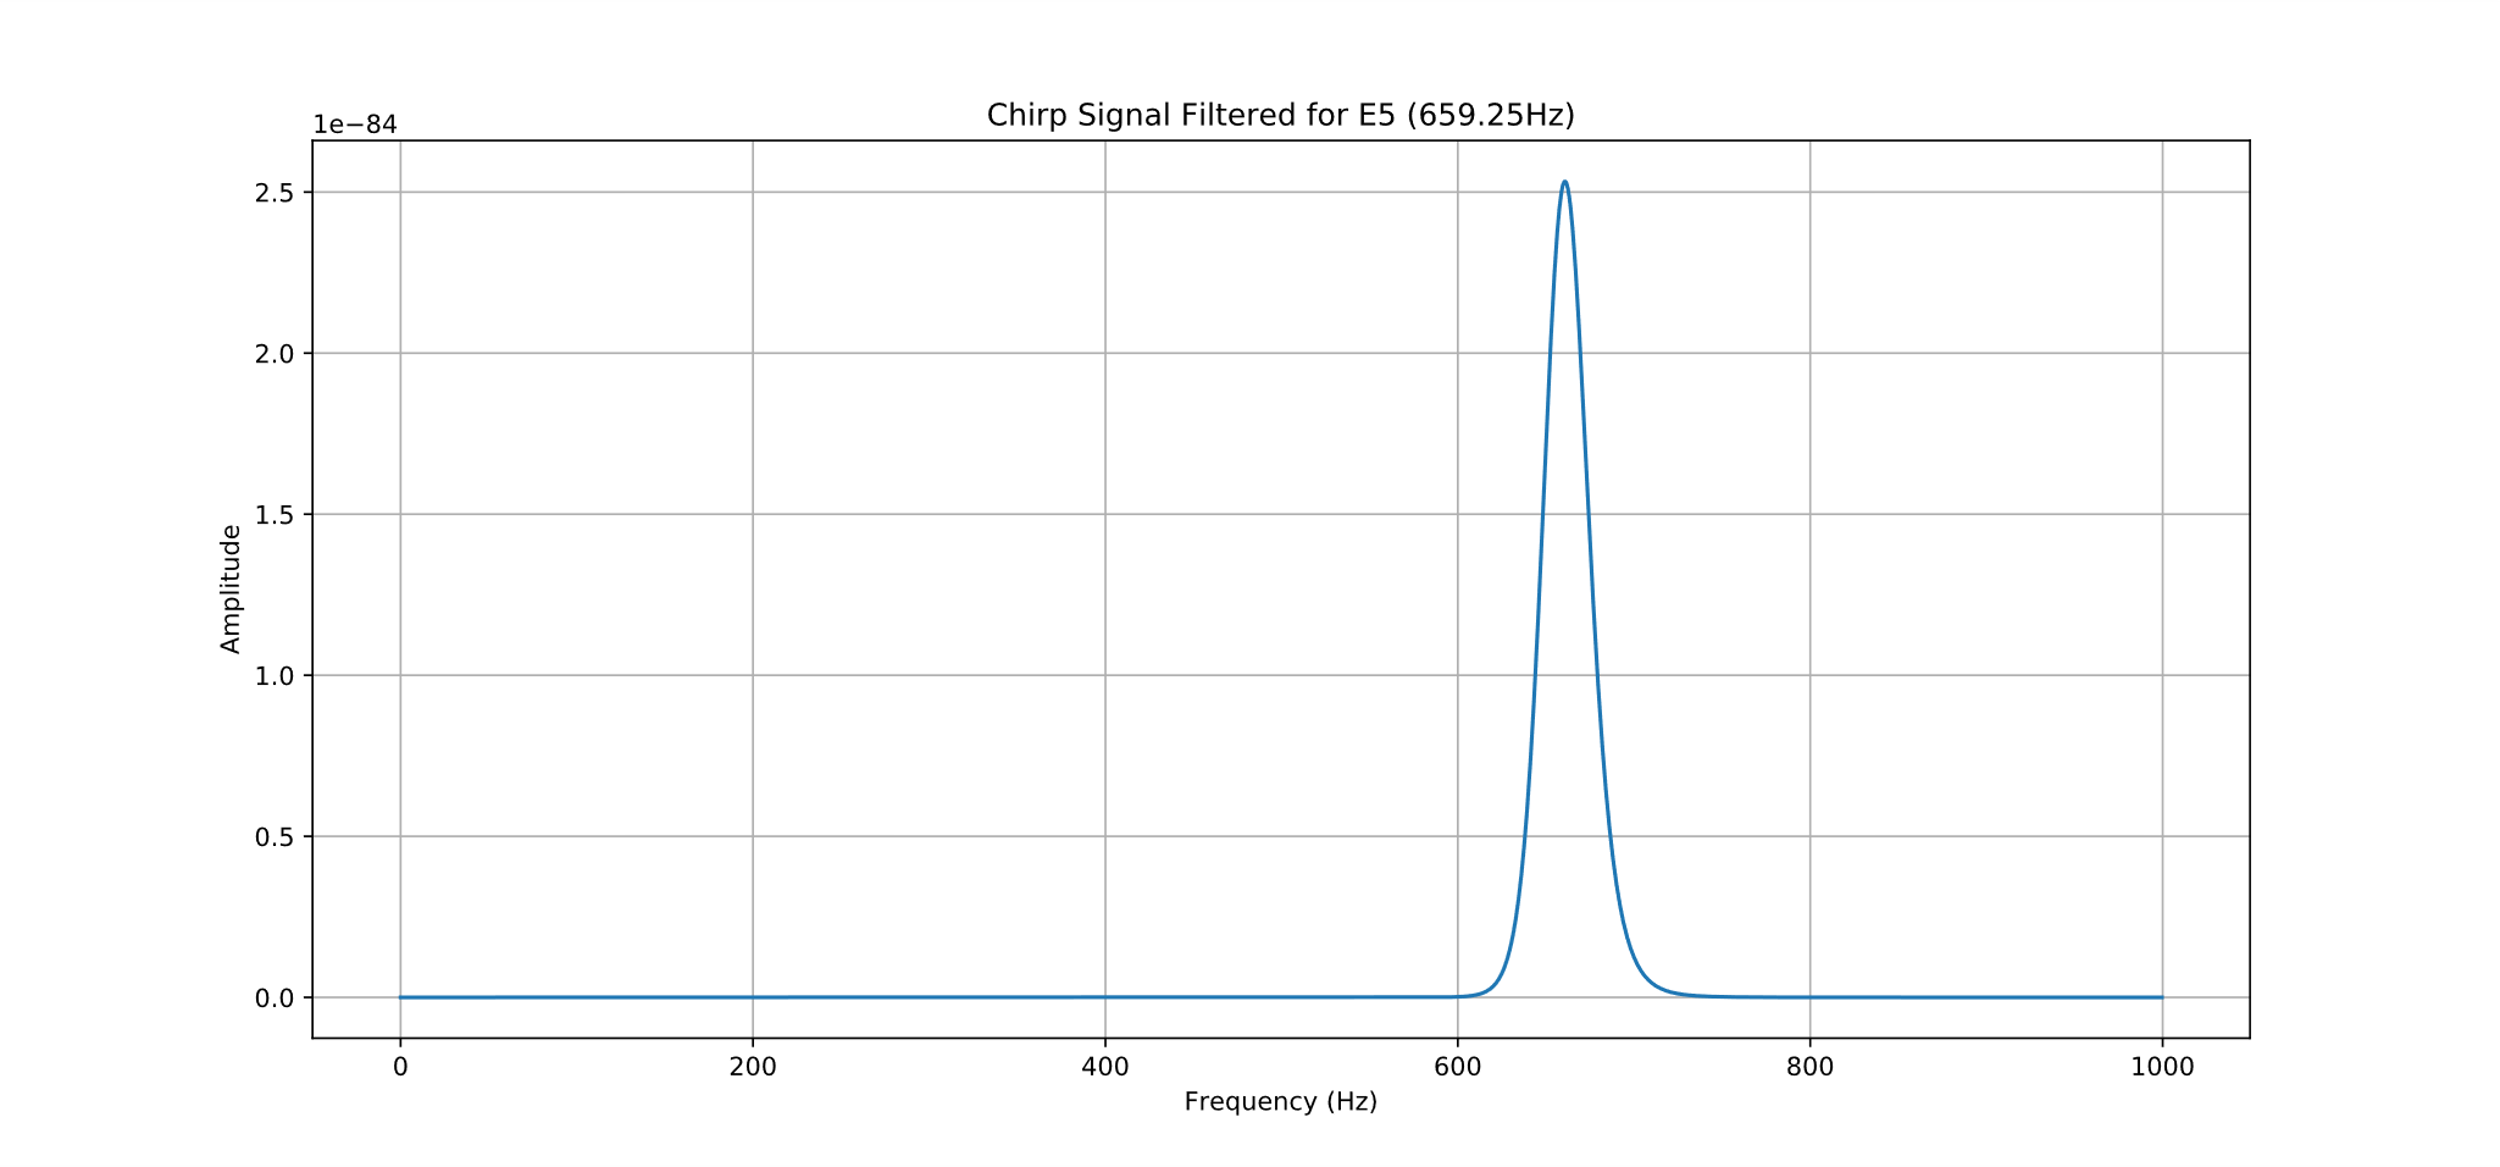 Chirp Signal Filtered for E5 (659.25Hz)
1e−84
2.5
2.0
1.5
1.0
0.5
0.0
Amplitude
0 200 400 600 800 1000
Frequency (Hz)